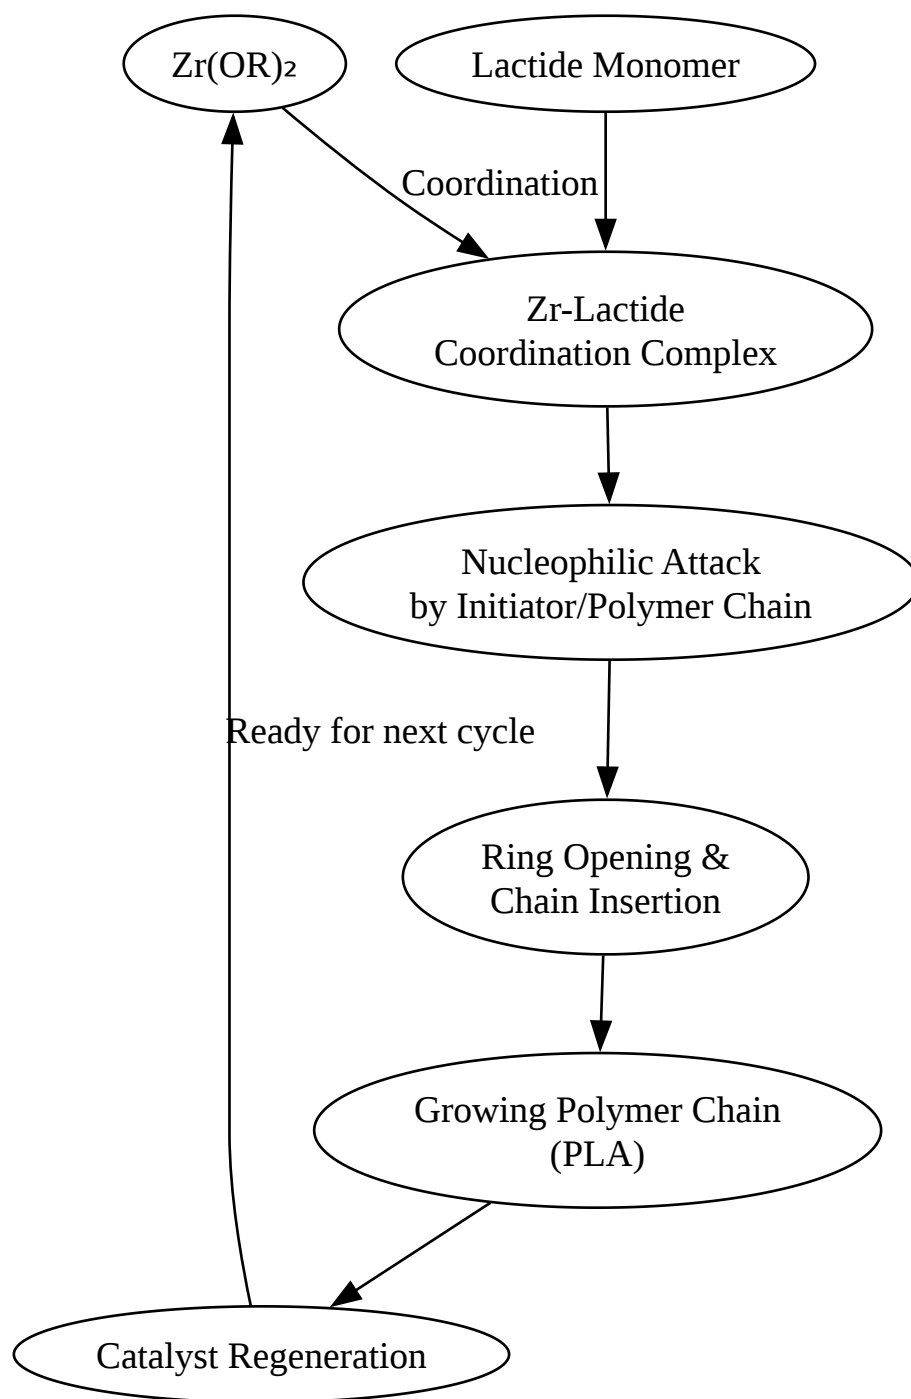 Zr(OR)₂
Lactide Monomer
Coordination
Zr-Lactide
Coordination Complex
Nucleophilic Attack
by Initiator/Polymer Chain
Ready for next cycle
Ring Opening &
Chain Insertion
Growing Polymer Chain
(PLA)
Catalyst Regeneration